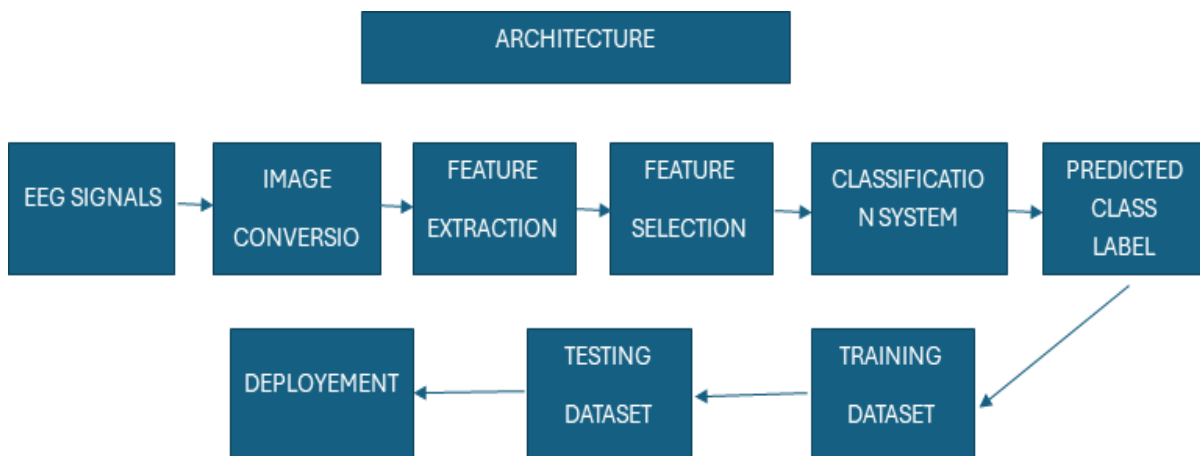 ARCHITECTURE
EEG SIGNALS
IMAGE
CONVERSIO
FEATURE
EXTRACTION
FEATURE
SELECTION
CLASSIFICATIO
N SYSTEM
PREDICTED
CLASS
LABEL
DEPLOYEMENT
TESTING
DATASET
TRAINING
DATASET